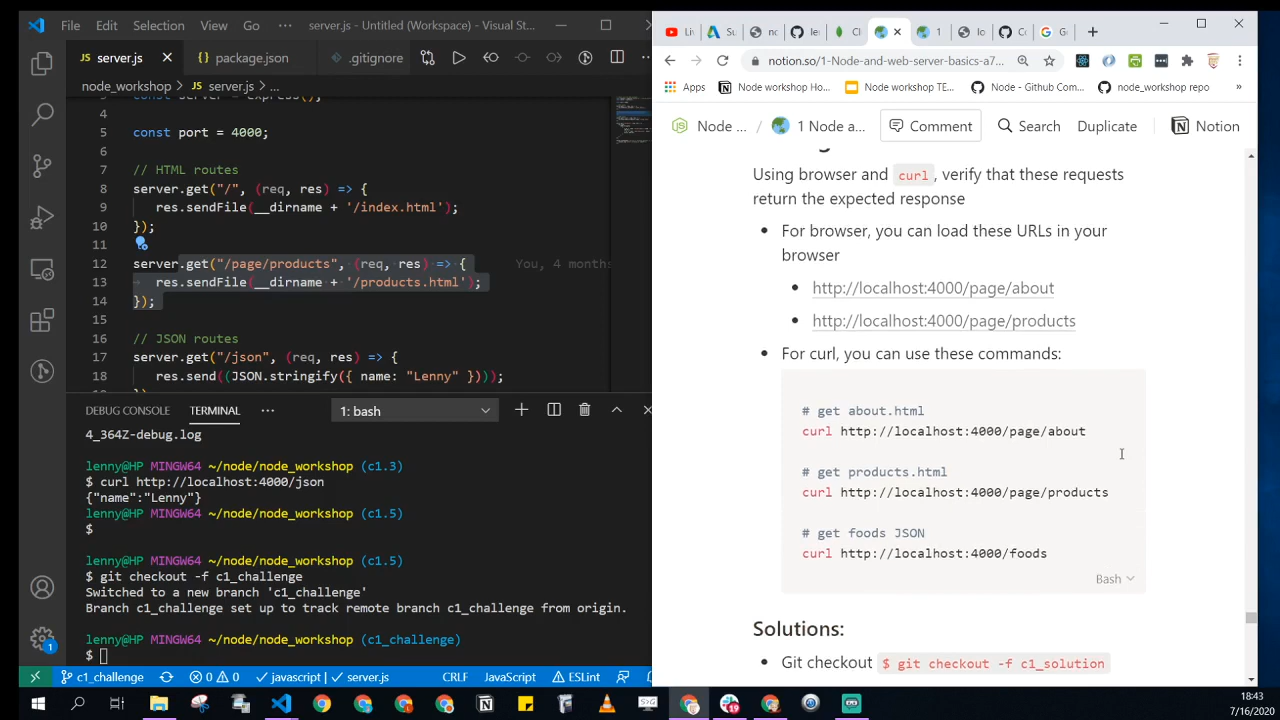 File
Edit
Selection
View
Go
···
server.js - Untitled (Workspace) - Visual St...
server.js
package.json
.gitignore
node_workshop > server.js > ...
3 const server = express();
4
5 const port = 4000;
6
7 // HTML routes
8 server.get("/", (req, res) => {
9 res.sendFile(__dirname + '/index.html');
10 });
11
12 server.get("/page/products", (req, res) => { You, 4 months
13 res.sendFile(__dirname + '/products.html');
14 });
15
16 // JSON routes
17 server.get("/json", (req, res) => {
18 res.send((JSON.stringify({ name: "Lenny" })));
DEBUG CONSOLE
TERMINAL
···
1: bash
4_364Z-debug.log
lenny@HP MINGW64 ~/node/node_workshop (c1.3)
$ curl http://localhost:4000/json
{"name":"Lenny"}
lenny@HP MINGW64 ~/node/node_workshop (c1.5)
$
lenny@HP MINGW64 ~/node/node_workshop (c1.5)
$ git checkout -f c1_challenge
Switched to a new branch 'c1_challenge'
Branch c1_challenge set up to track remote branch c1_challenge from origin.
lenny@HP MINGW64 ~/node/node_workshop (c1_challenge)
$
1
c1_challenge
0
0
javascript | server.js
CRLF
JavaScript
ESLint
notion.so/1-Node-and-web-server-basics-a7...
Apps
Node workshop Ho...
Node workshop TE...
Node - Github Com...
node_workshop repo
»
Node ... / 1 Node a...
Comment
Search
Duplicate
Notion
Using browser and curl, verify that these requests
return the expected response
• For browser, you can load these URLs in your
browser
• http://localhost:4000/page/about
• http://localhost:4000/page/products
• For curl, you can use these commands:
# get about.html
curl http://localhost:4000/page/about
# get products.html
curl http://localhost:4000/page/products
# get foods JSON
curl http://localhost:4000/foods
Bash
Solutions:
• Git checkout $ git checkout -f c1_solution
18:43
7/16/2020